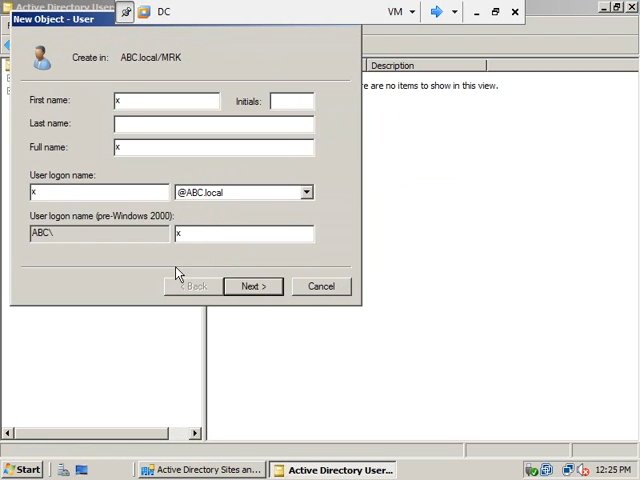 Active Directory User
DC
VM
New Object - User
Create in: ABC.local/MRK
Description
First name: x Initials:
re are no items to show in this view.
Last name:
Full name: x
User logon name:
x @ABC.local
User logon name (pre-Windows 2000):
ABC\ x
< Back Next > Cancel
Start Active Directory Sites an... Active Directory User... 12:25 PM